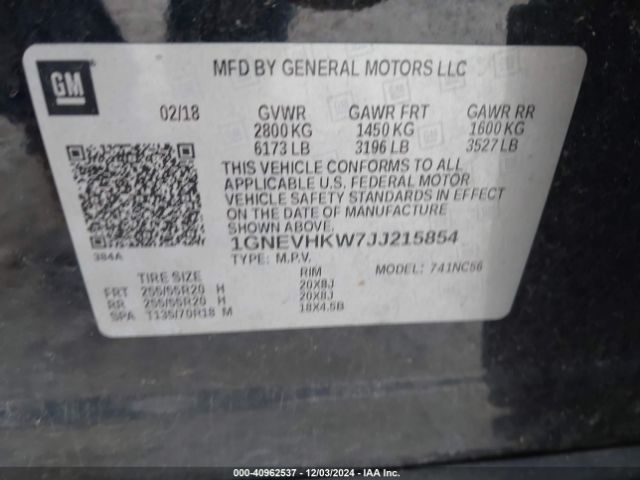 GM
MFD BY GENERAL MOTORS LLC
02/18 GVWR GAWR FRT GAWR RR
2800 KG 1450 KG 1600 KG
6173 LB 3196 LB 3527 LB
THIS VEHICLE CONFORMS TO ALL
APPLICABLE U.S. FEDERAL MOTOR
VEHICLE SAFETY STANDARDS IN EFFECT
ON THE DATE OF MANUFACTURE
SHOWN ABOVE.
384A 1GNEVHKW7JJ215854
TYPE: M.P.V. MODEL: 741NC56
TIRE SIZE RIM
FRT 255/55R20 H 20X8J
RR 255/55R20 H 20X8J
SPA T135/70R18 M 18X4.5B
STOCK: 40962537 - 12/03/2024 - IAA Inc.